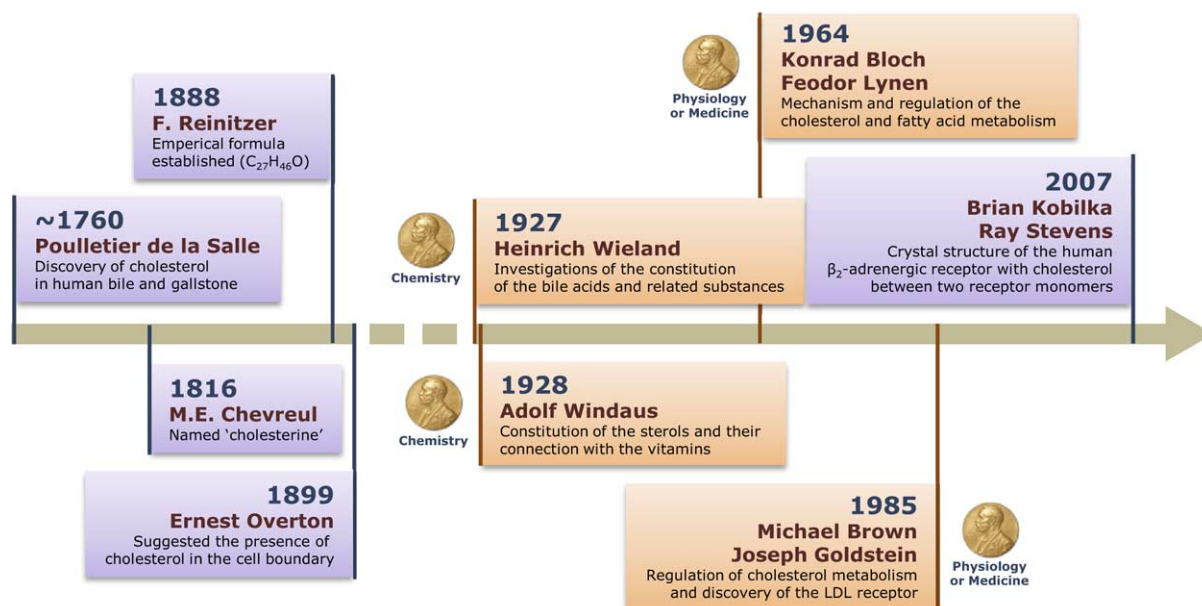 ~1760
Poulletier de la Salle
Discovery of cholesterol
in human bile and gallstone
1816
M.E. Chevreul
Named ‘cholesterine’
1888
F. Reinitzer
Emperical formula
established (C₂₇H₄₆O)
1899
Ernest Overton
Suggested the presence of
cholesterol in the cell boundary
Chemistry
1927
Heinrich Wieland
Investigations of the constitution
of the bile acids and related substances
Chemistry
1928
Adolf Windaus
Constitution of the sterols and their
connection with the vitamins
Physiology
or Medicine
1964
Konrad Bloch
Feodor Lynen
Mechanism and regulation of the
cholesterol and fatty acid metabolism
1985
Michael Brown
Joseph Goldstein
Regulation of cholesterol metabolism
and discovery of the LDL receptor
Physiology
or Medicine
2007
Brian Kobilka
Ray Stevens
Crystal structure of the human
β₂-adrenergic receptor with cholesterol
between two receptor monomers